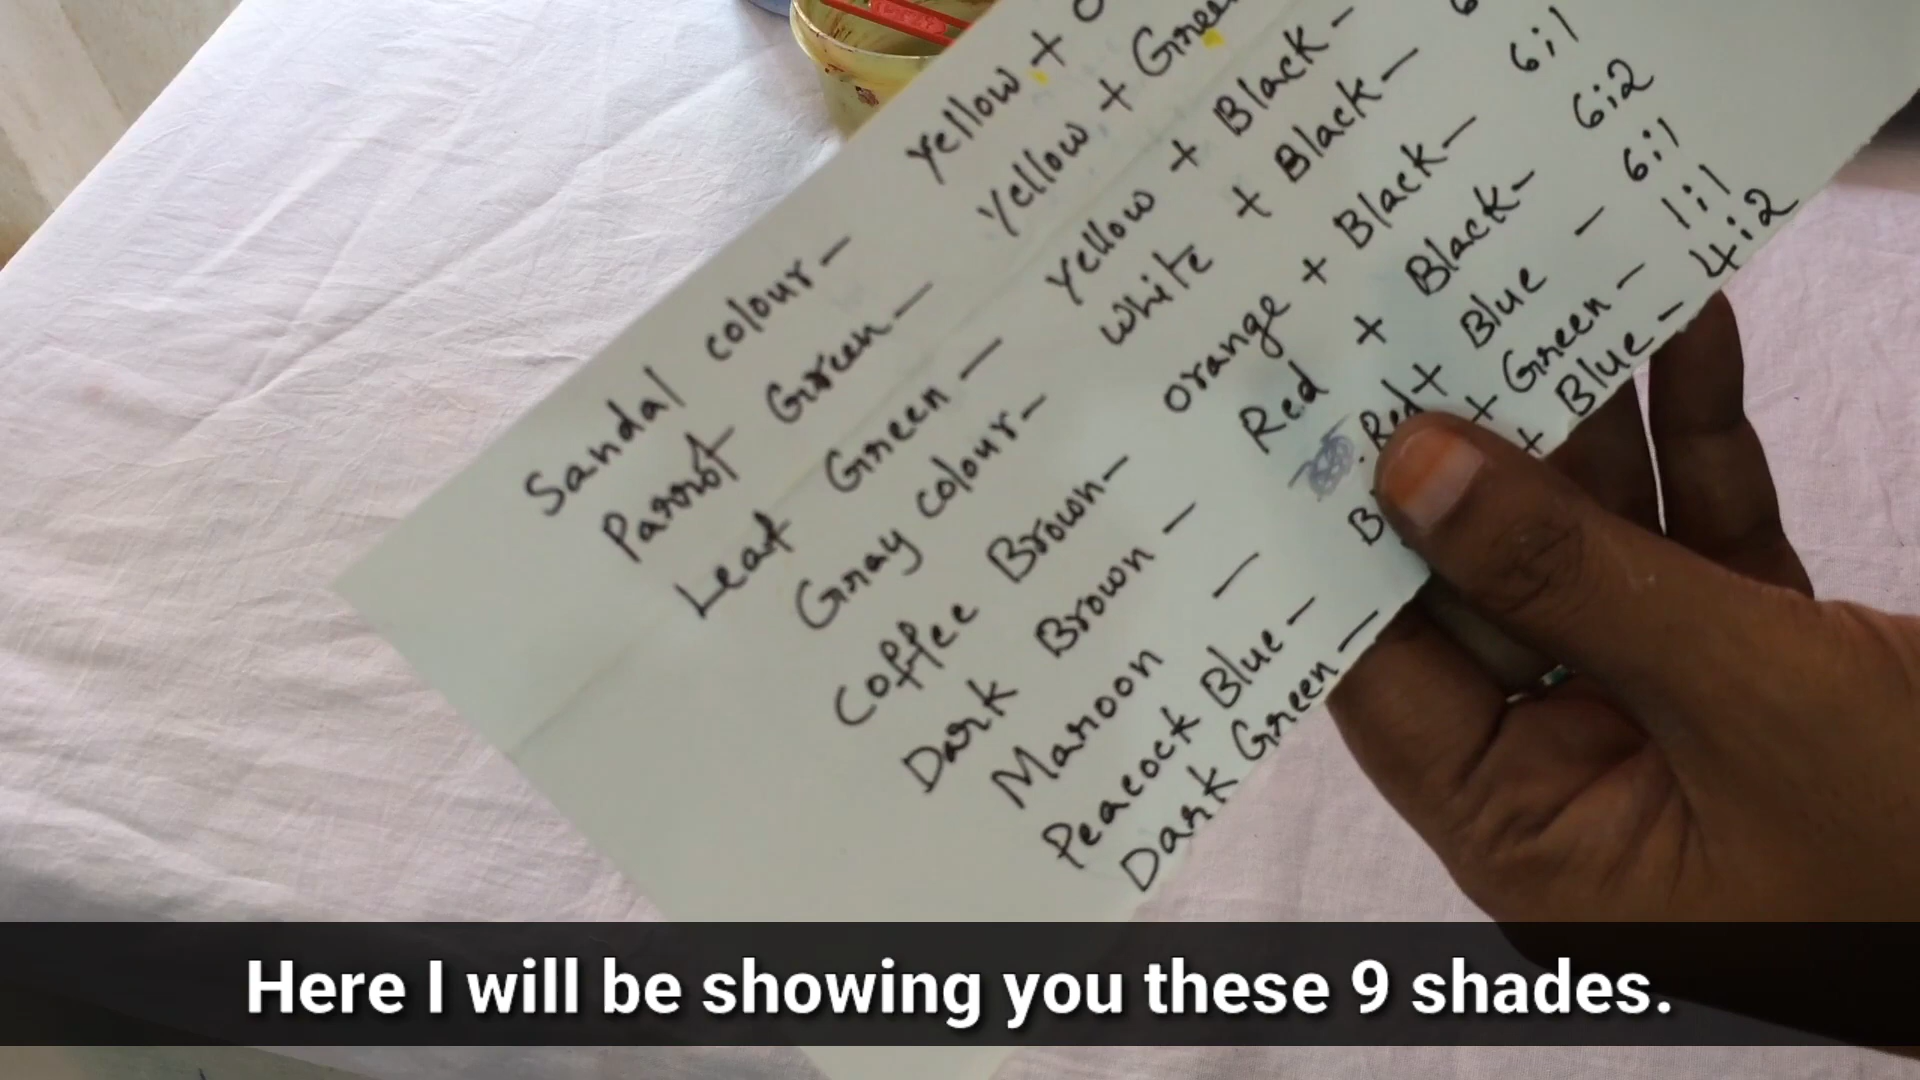 Sandal colour – Yellow +
Parrot Green – Yellow + Green
Leaf Green – Yellow + Black –
Gray colour – White + Black –
Coffee Brown – Orange + Black – 6:1
Dark Brown – Red + Black – 6:2
Maroon – Red + Blue – 6:1
Peacock Blue – + Green – 1:1
Dark Green – + Blue – 4:2
Here I will be showing you these 9 shades.